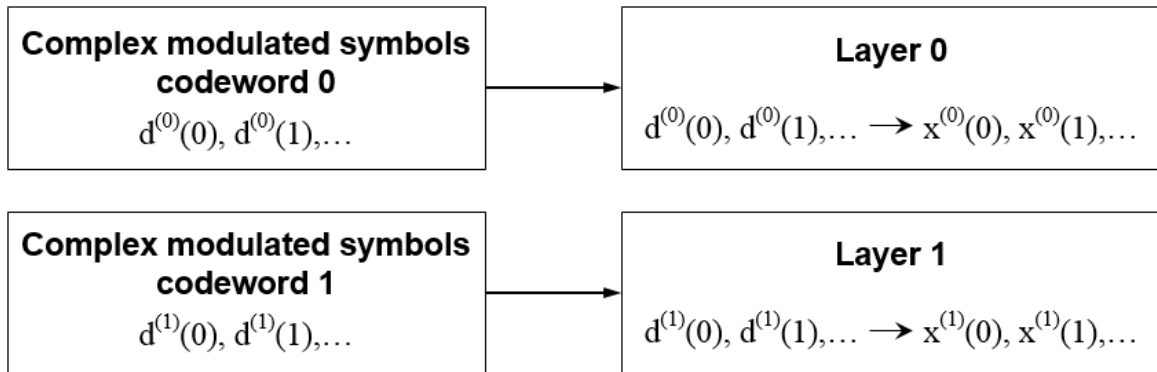 Complex modulated symbols
codeword 0
d⁽⁰⁾(0), d⁽⁰⁾(1),...
Layer 0
d⁽⁰⁾(0), d⁽⁰⁾(1),... → x⁽⁰⁾(0), x⁽⁰⁾(1),...
Complex modulated symbols
codeword 1
d⁽¹⁾(0), d⁽¹⁾(1),...
Layer 1
d⁽¹⁾(0), d⁽¹⁾(1),... → x⁽¹⁾(0), x⁽¹⁾(1),...